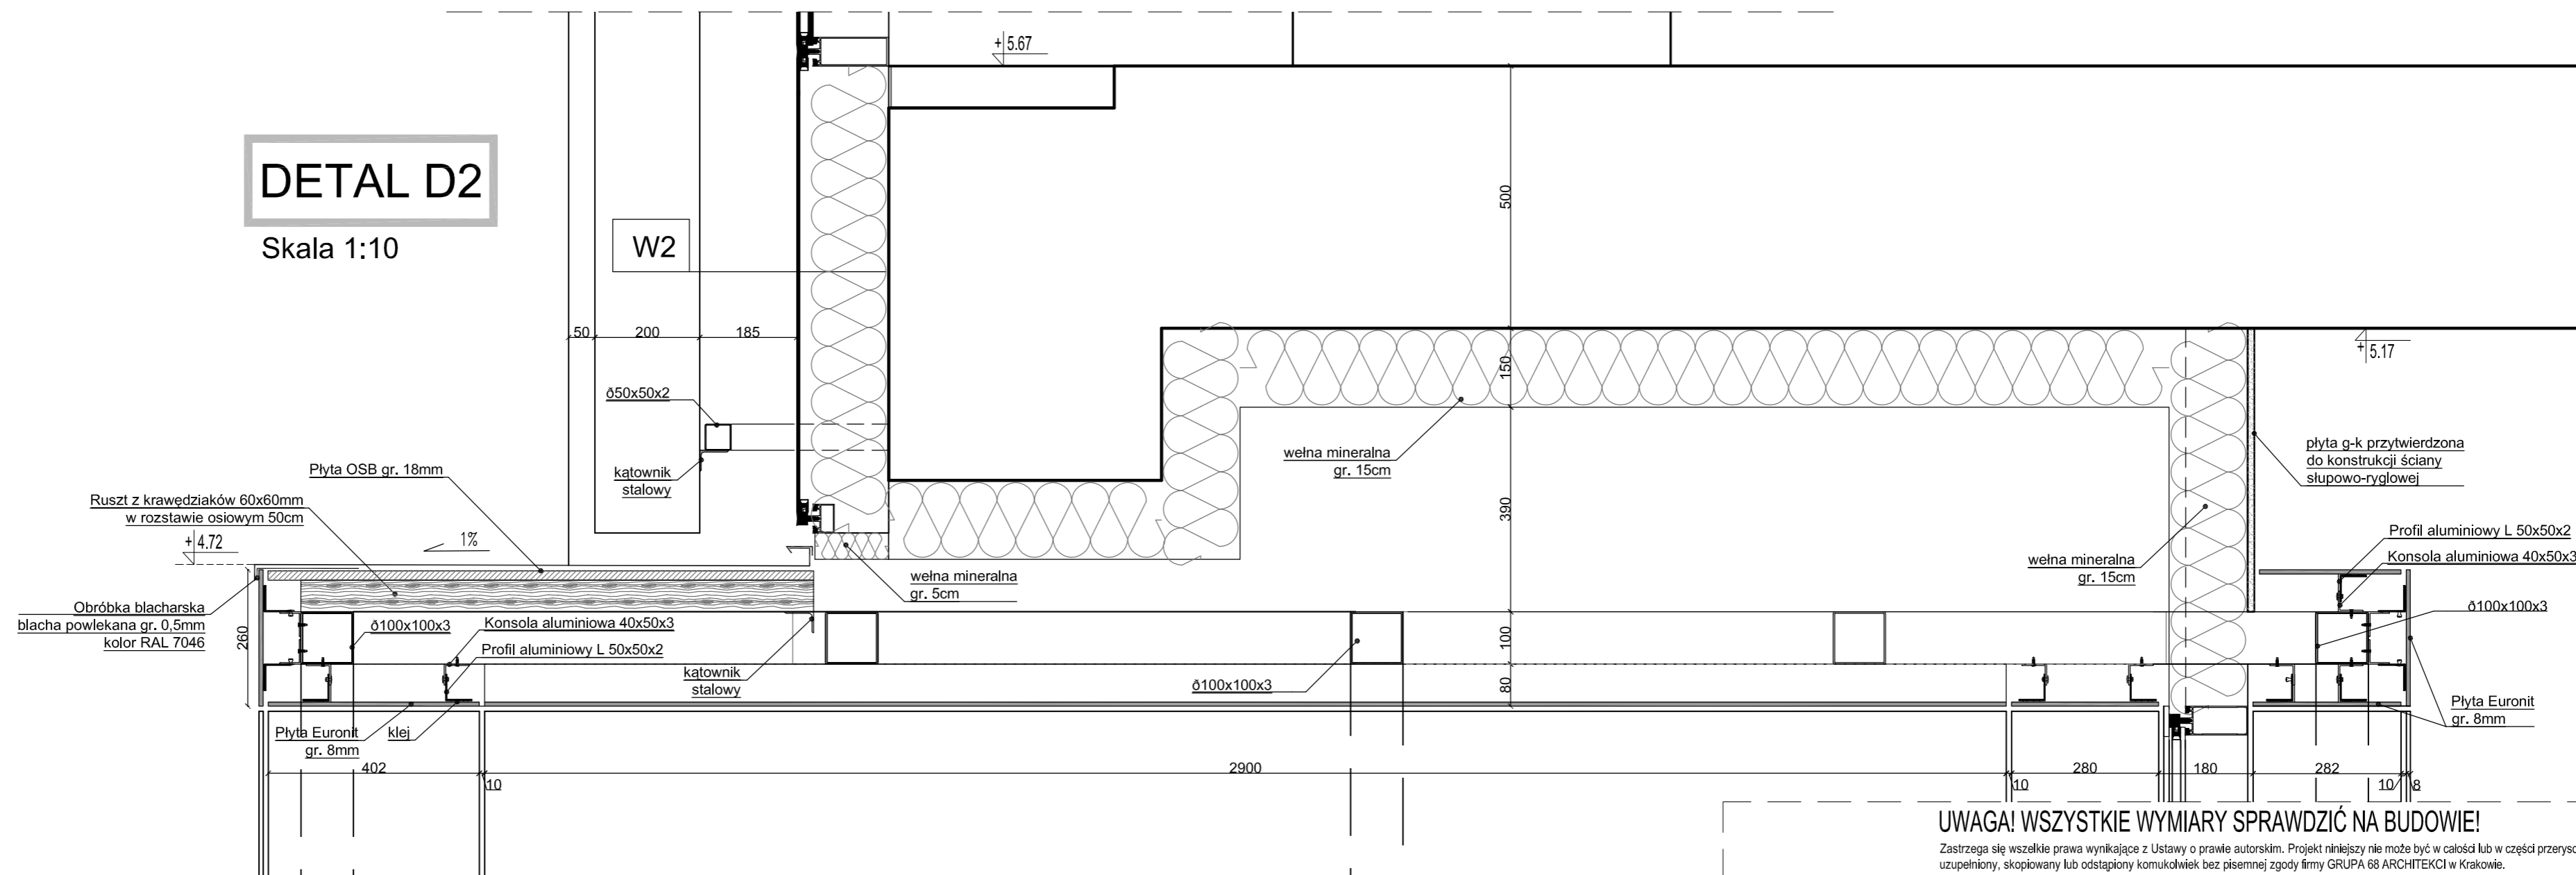 + 5.67
DETAL D2
Skala 1:10
W2
500
50
200
185
150
+ 5.17
ð50x50x2
kątownik
stalowy
wełna mineralna
gr. 15cm
płyta g-k przytwierdzona
do konstrukcji ściany
słupowo-ryglowej
Płyta OSB gr. 18mm
Ruszt z krawędziaków 60x60mm
w rozstawie osiowym 50cm
390
+ 4.72
1%
Profil aluminiowy L 50x50x2
Konsola aluminiowa 40x50x3
wełna mineralna
gr. 5cm
wełna mineralna
gr. 15cm
Obróbka blacharska
blacha powlekana gr. 0,5mm
kolor RAL 7046
260
ð100x100x3
Konsola aluminiowa 40x50x3
Profil aluminiowy L 50x50x2
kątownik
stalowy
100
80
ð100x100x3
ð100x100x3
Płyta Euronit
gr. 8mm
klej
Płyta Euronit
gr. 8mm
402
10
2900
10
280
180
282
10
8
UWAGA! WSZYSTKIE WYMIARY SPRAWDZIĆ NA BUDOWIE!
Zastrzega się wszelkie prawa wynikające z Ustawy o prawie autorskim. Projekt niniejszy nie może być w całości lub w części przeryso
uzupełniony, skopiowany lub odstąpiony komukolwiek bez pisemnej zgody firmy GRUPA 68 ARCHITEKCI w Krakowie.